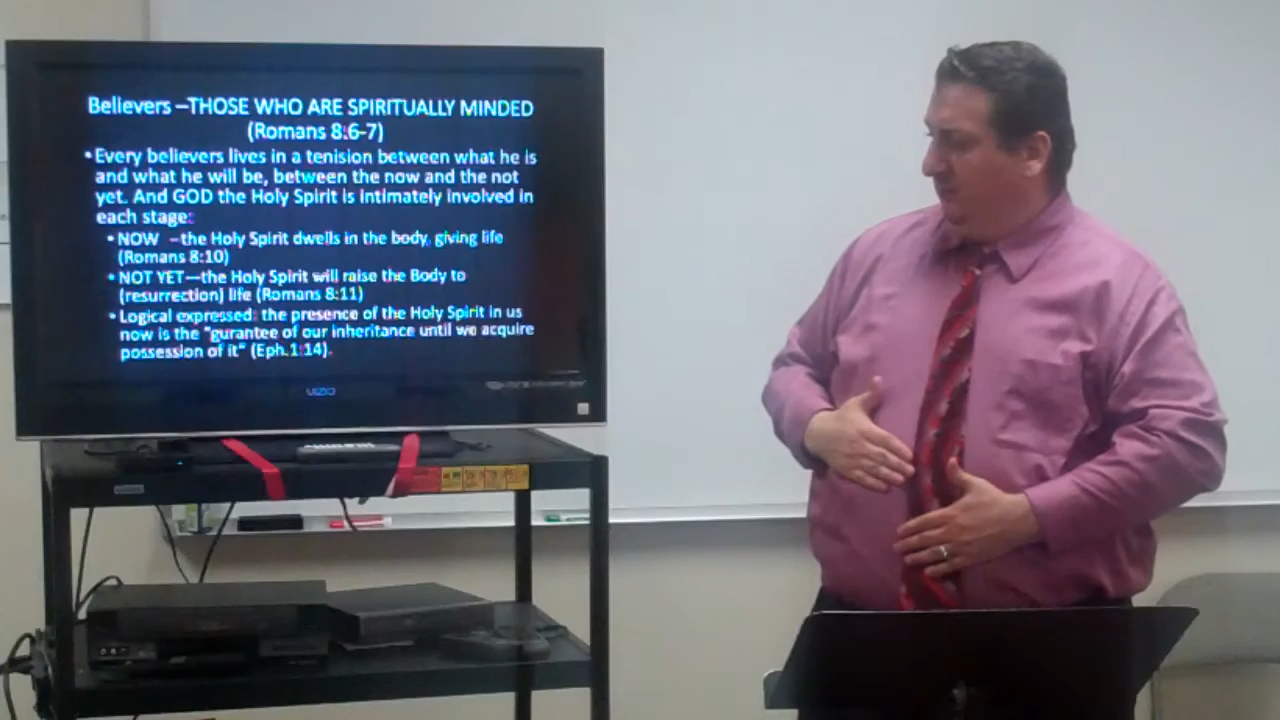 Believers –THOSE WHO ARE SPIRITUALLY MINDED
(Romans 8:6-7)
• Every believers lives in a tenision between what he is
and what he will be, between the now and the not
yet. And GOD the Holy Spirit is intimately involved in
each stage:
• NOW –the Holy Spirit dwells in the body, giving life
(Romans 8:10)
• NOT YET—the Holy Spirit will raise the Body to
(resurrection) life (Romans 8:11)
• Logical expressed: the presence of the Holy Spirit in us
now is the "gurantee of our inheritance until we acquire
possession of it" (Eph.1:14).
VIZIO